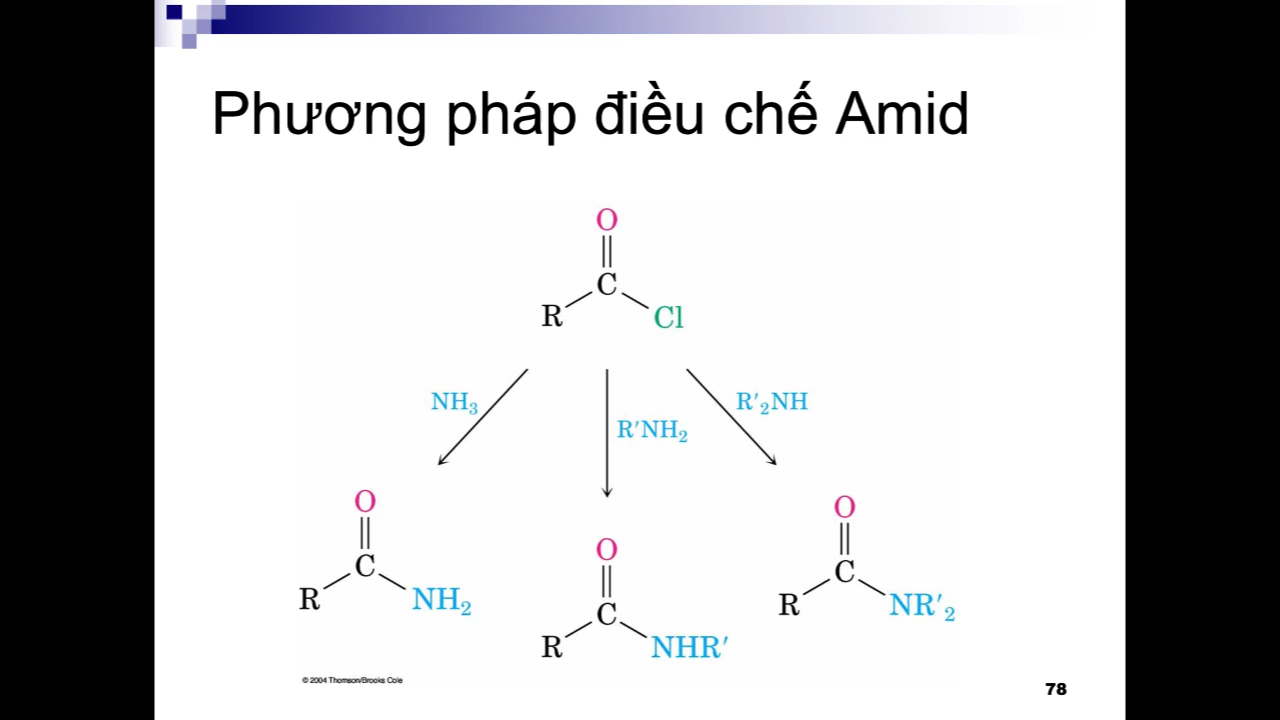 Phương pháp điều chế Amid
O
C
R
Cl
NH₃
R′NH₂
R′₂NH
O
C
R
NH₂
O
C
R
NHR′
O
C
R
NR′₂
© 2004 Thomson/Brooks Cole
78